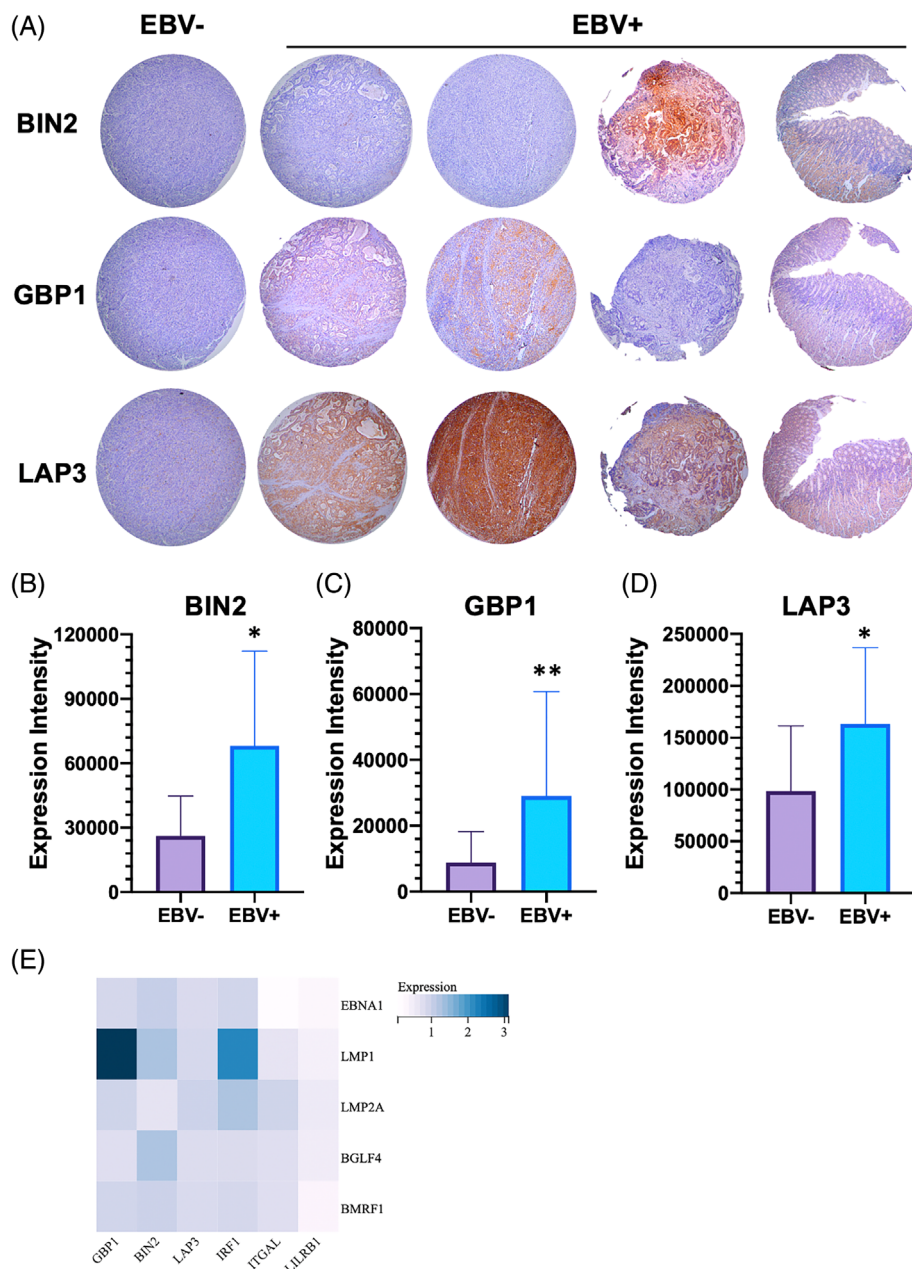 (A)
EBV-
EBV+
BIN2
GBP1
LAP3
(B)
BIN2
Expression Intensity
120000
90000
60000
30000
0
EBV-
EBV+
*
(C)
GBP1
Expression Intensity
80000
60000
40000
20000
0
EBV-
EBV+
**
(D)
LAP3
Expression Intensity
250000
200000
150000
100000
50000
0
EBV-
EBV+
*
(E)
Expression
1
2
3
EBNA1
LMP1
LMP2A
BGLF4
BMRF1
GBP1
BIN2
LAP3
IRF1
ITGAL
LILRB1